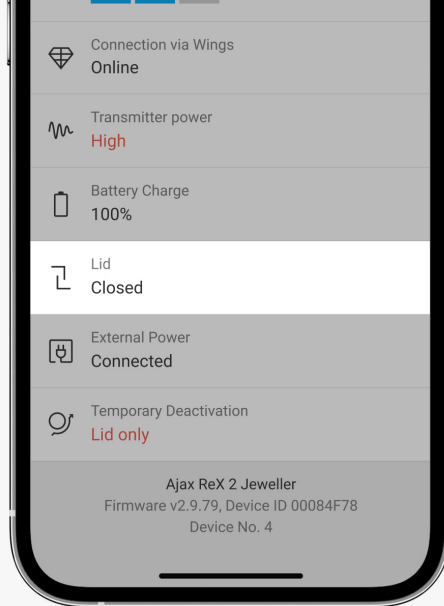 Connection via Wings
Online
Transmitter power
High
Battery Charge
100%
Lid
Closed
External Power
Connected
Temporary Deactivation
Lid only
Ajax ReX 2 Jeweller
Firmware v2.9.79, Device ID 00084F78
Device No. 4